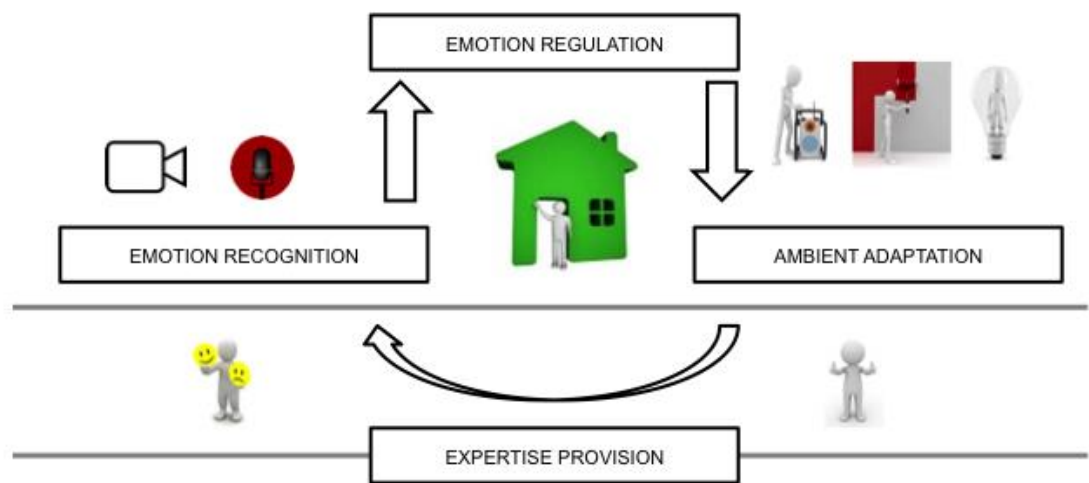 EMOTION REGULATION
EMOTION RECOGNITION
AMBIENT ADAPTATION
EXPERTISE PROVISION